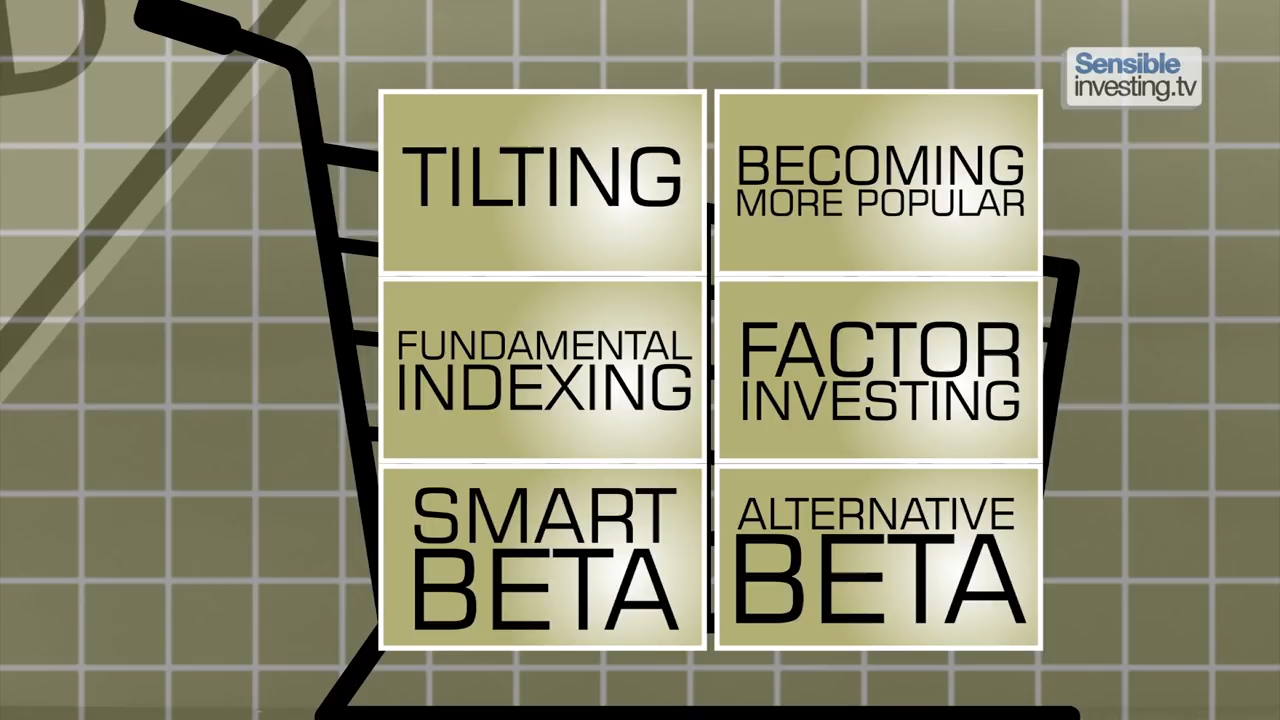 Sensible
investing.tv
TILTING
BECOMING
MORE POPULAR
FUNDAMENTAL
INDEXING
FACTOR
INVESTING
SMART
BETA
ALTERNATIVE
BETA